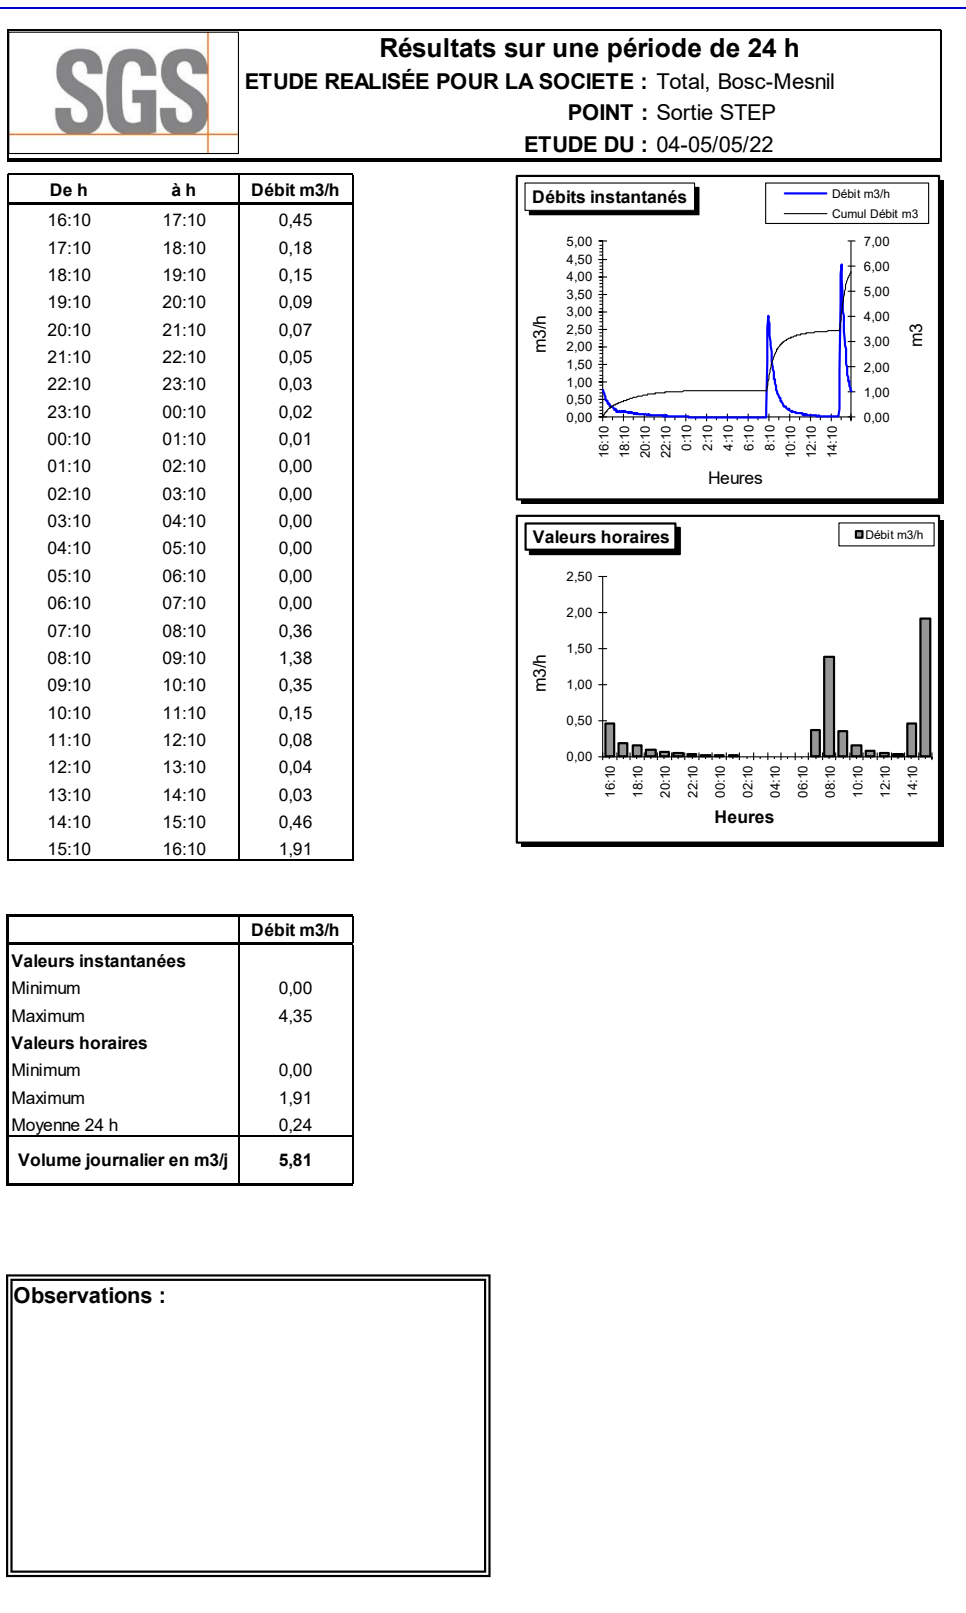 SGS
Résultats sur une période de 24 h
ETUDE REALISÉE POUR LA SOCIETE : Total, Bosc-Mesnil
POINT : Sortie STEP
ETUDE DU : 04-05/05/22
De h à h Débit m3/h
16:10 17:10 0,45
17:10 18:10 0,18
18:10 19:10 0,15
19:10 20:10 0,09
20:10 21:10 0,07
21:10 22:10 0,05
22:10 23:10 0,03
23:10 00:10 0,02
00:10 01:10 0,01
01:10 02:10 0,00
02:10 03:10 0,00
03:10 04:10 0,00
04:10 05:10 0,00
05:10 06:10 0,00
06:10 07:10 0,00
07:10 08:10 0,36
08:10 09:10 1,38
09:10 10:10 0,35
10:10 11:10 0,15
11:10 12:10 0,08
12:10 13:10 0,04
13:10 14:10 0,03
14:10 15:10 0,46
15:10 16:10 1,91
Débits instantanés
Débit m3/h
Cumul Débit m3
5,00 7,00
4,50
4,00 6,00
3,50 5,00
3,00 4,00
2,50
2,00 3,00
1,50 2,00
1,00 1,00
0,50
0,00 0,00
m3/h
m3
16:10 18:10 20:10 22:10 0:10 2:10 4:10 6:10 8:10 10:10 12:10 14:10
Heures
Valeurs horaires
Débit m3/h
2,50
2,00
1,50
1,00
0,50
0,00
m3/h
16:10 18:10 20:10 22:10 00:10 02:10 04:10 06:10 08:10 10:10 12:10 14:10
Heures
Débit m3/h
Valeurs instantanées
Minimum 0,00
Maximum 4,35
Valeurs horaires
Minimum 0,00
Maximum 1,91
Moyenne 24 h 0,24
Volume journalier en m3/j 5,81
Observations :